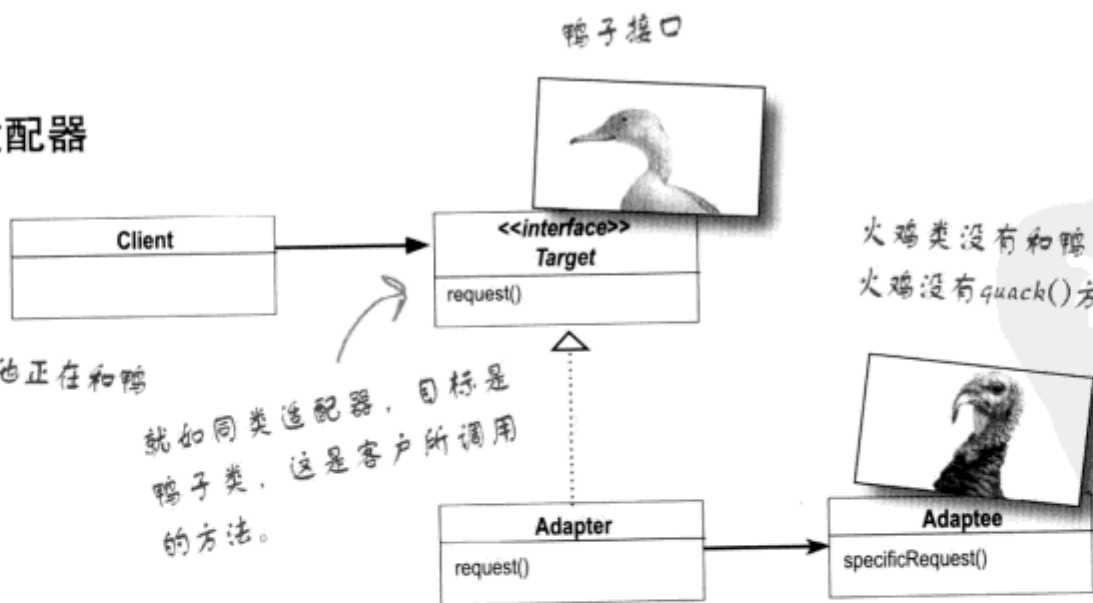 鸭子接口
配器
Client
<<interface>>
Target
request()
火鸡类没有和鸭
火鸡没有quack()方
他正在和鸭
就如同类适配器，目标是
鸭子类，这是客户所调用
的方法。
Adapter
request()
Adaptee
specificRequest()